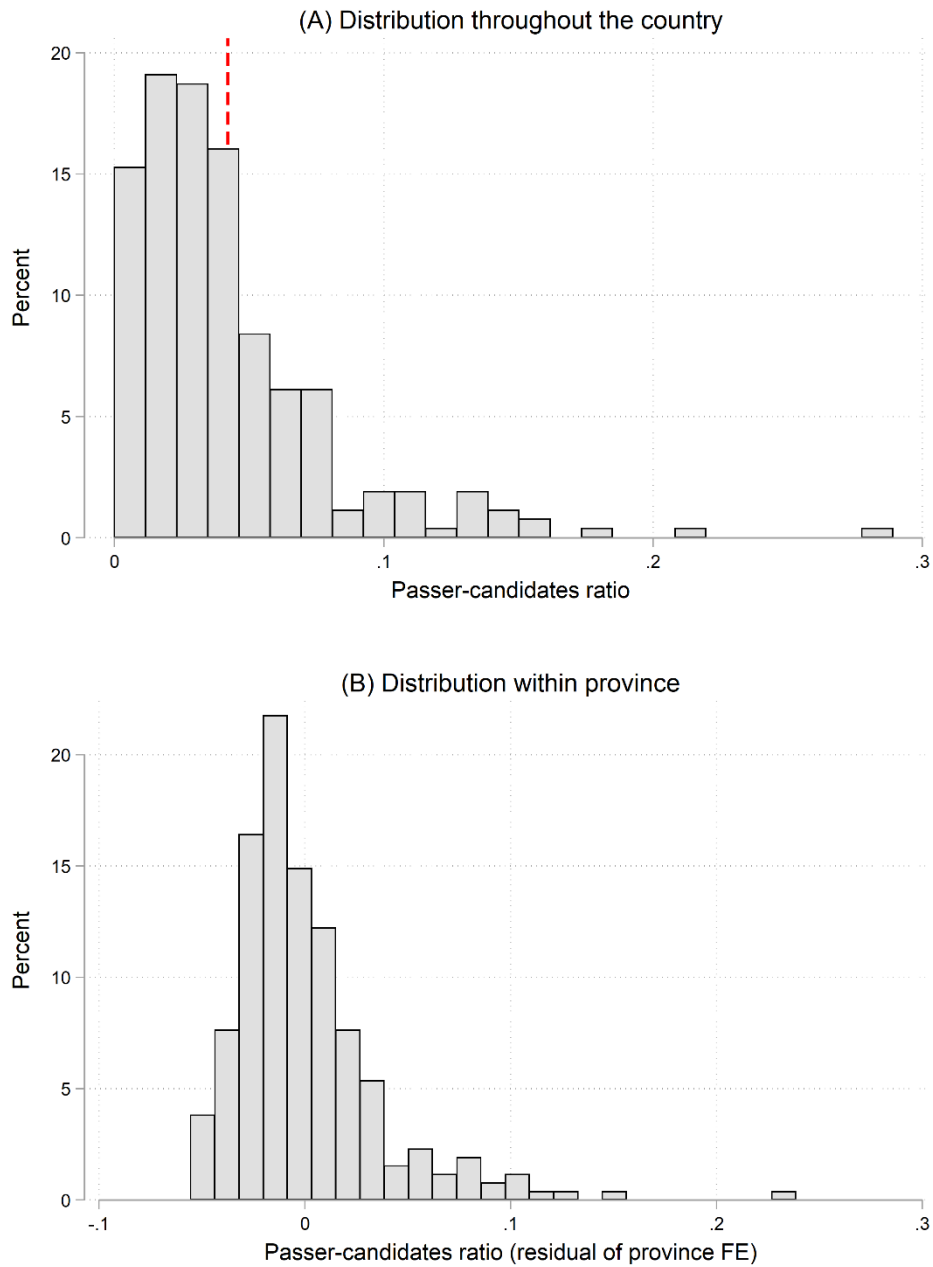 (A) Distribution throughout the country
20
15
10
5
0
Percent
0 .1 .2 .3
Passer-candidates ratio
(B) Distribution within province
20
15
10
5
0
Percent
-.1 0 .1 .2 .3
Passer-candidates ratio (residual of province FE)